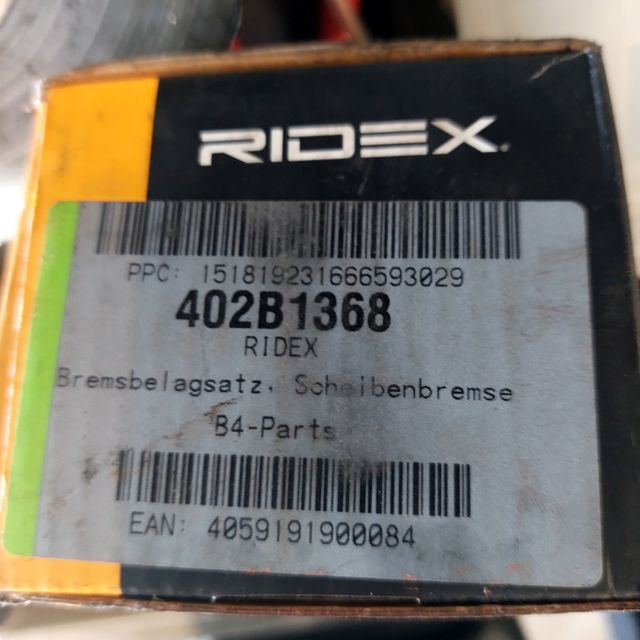 RIDEX
PPC: 151819231666593029
402B1368
RIDEX
Bremsbelagsatz, Scheibenbremse
B4-Parts
EAN: 4059191900084